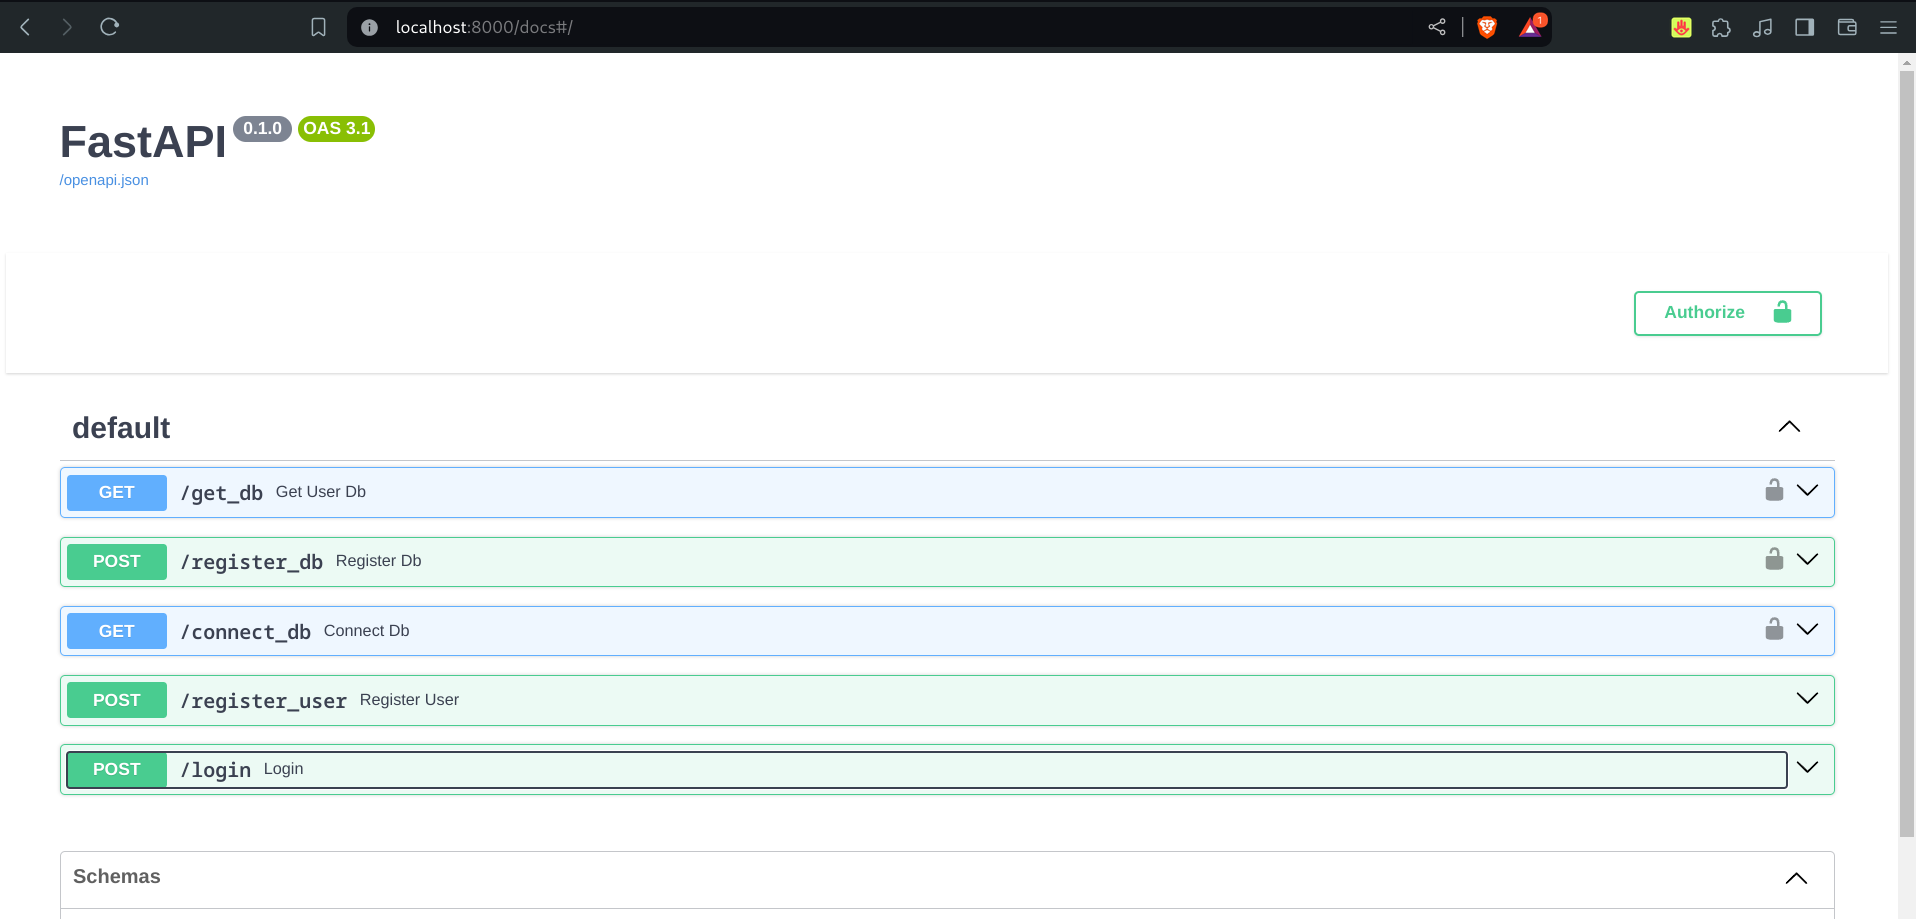 localhost:8000/docs#/
1
FastAPI 0.1.0 OAS 3.1
/openapi.json
Authorize
default
GET /get_db Get User Db
POST /register_db Register Db
GET /connect_db Connect Db
POST /register_user Register User
POST /login Login
Schemas